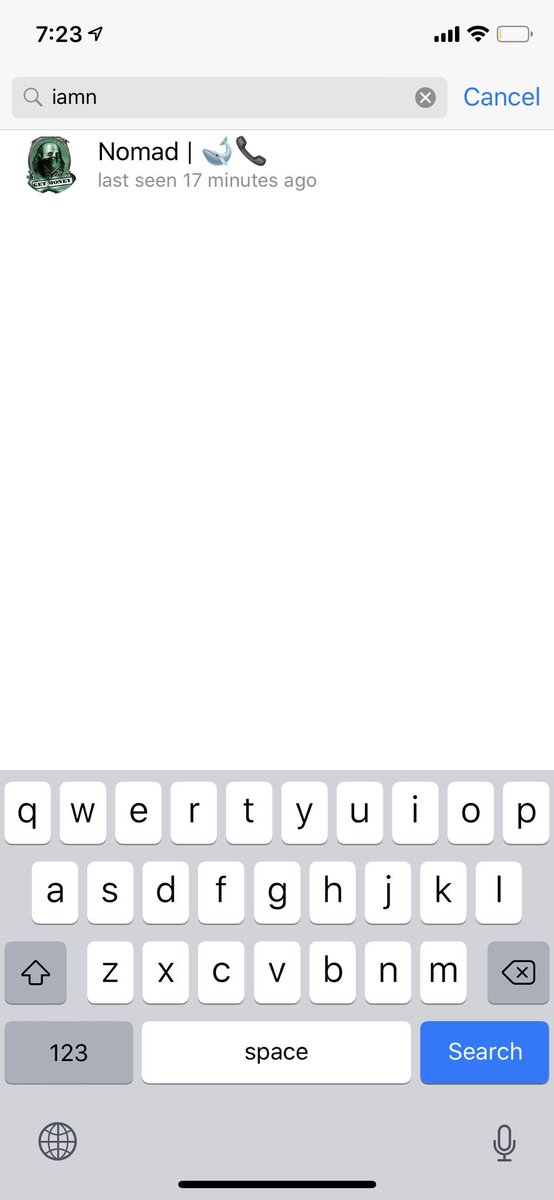 7:23
iamn
Cancel
Nomad | 🐳📞
last seen 17 minutes ago
GET MONEY
q w e r t y u i o p
a s d f g h j k l
z x c v b n m
123 space Search